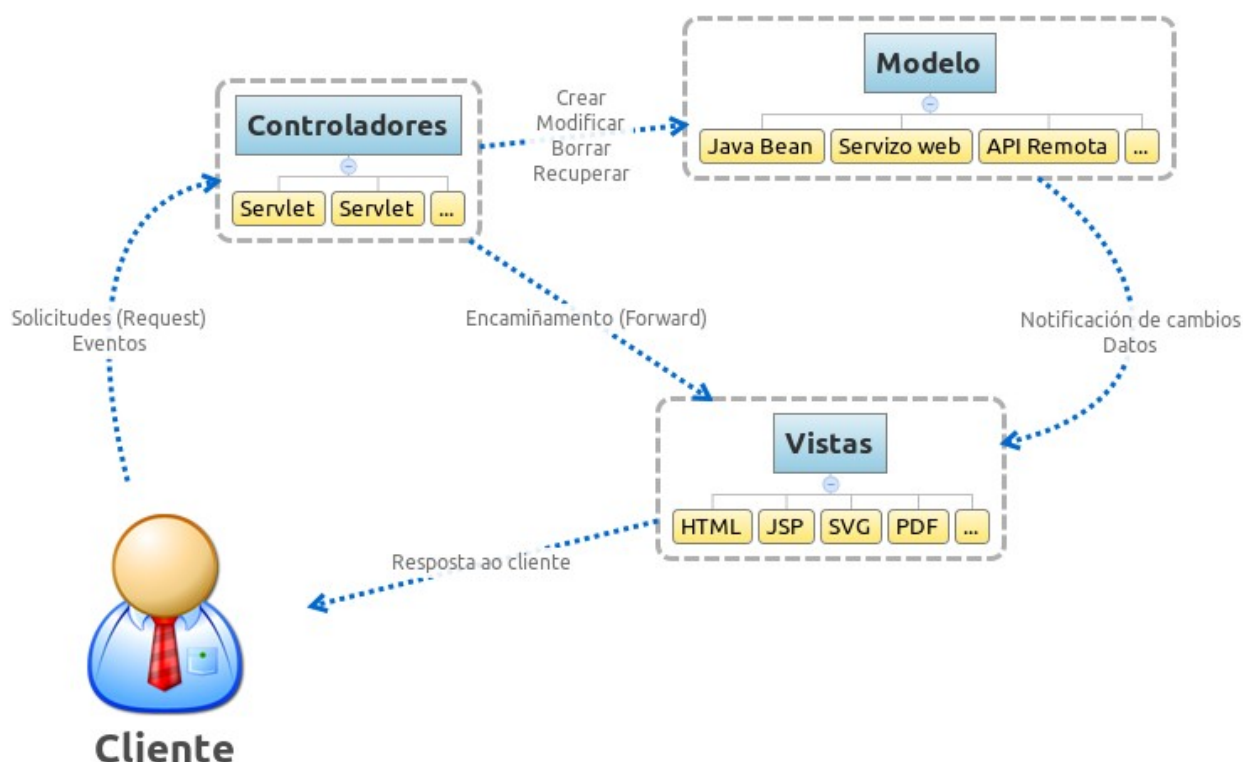 Modelo
Controladores
Crear
Modificar
Borrar
Recuperar
Java Bean
Servizo web
API Remota
...
Servlet
Servlet
...
Solicitudes (Request)
Eventos
Encamiñamento (Forward)
Notificación de cambios
Datos
Vistas
HTML
JSP
SVG
PDF
...
Resposta ao cliente
Cliente